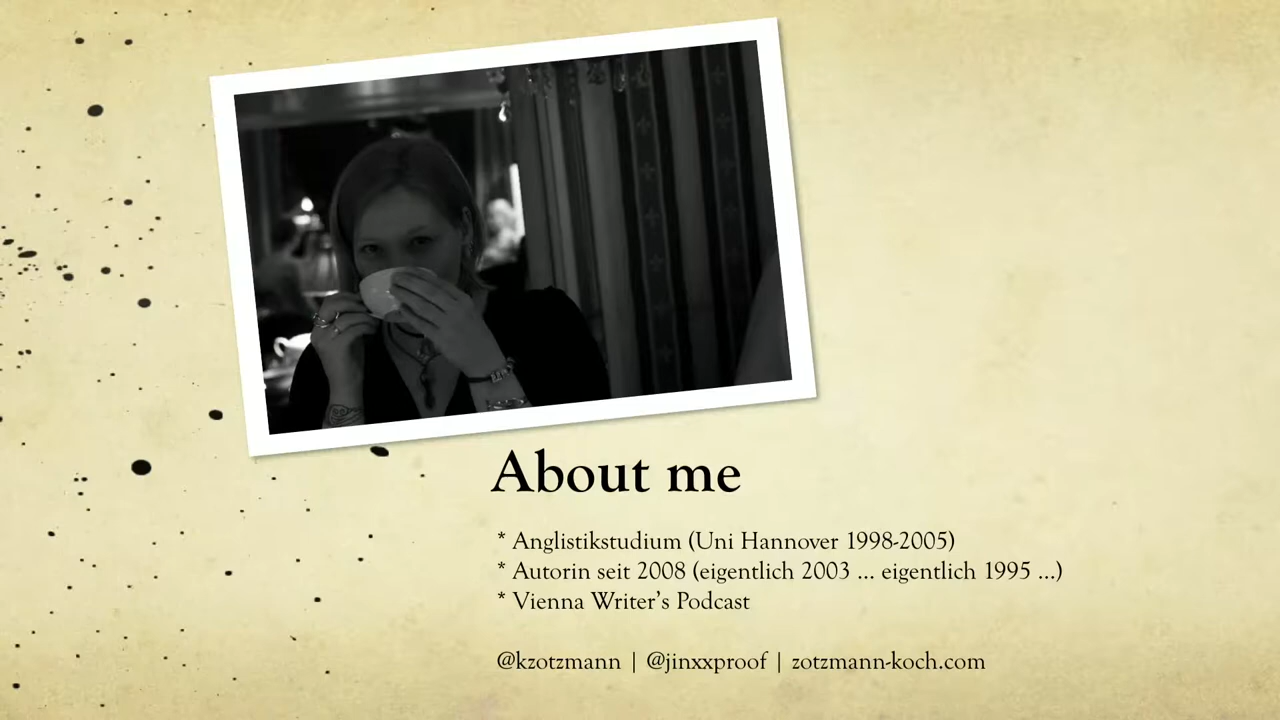 About me
* Anglistikstudium (Uni Hannover 1998-2005)
* Autorin seit 2008 (eigentlich 2003 ... eigentlich 1995 ...)
* Vienna Writer’s Podcast
@kzotzmann | @jinxxproof | zotzmann-koch.com